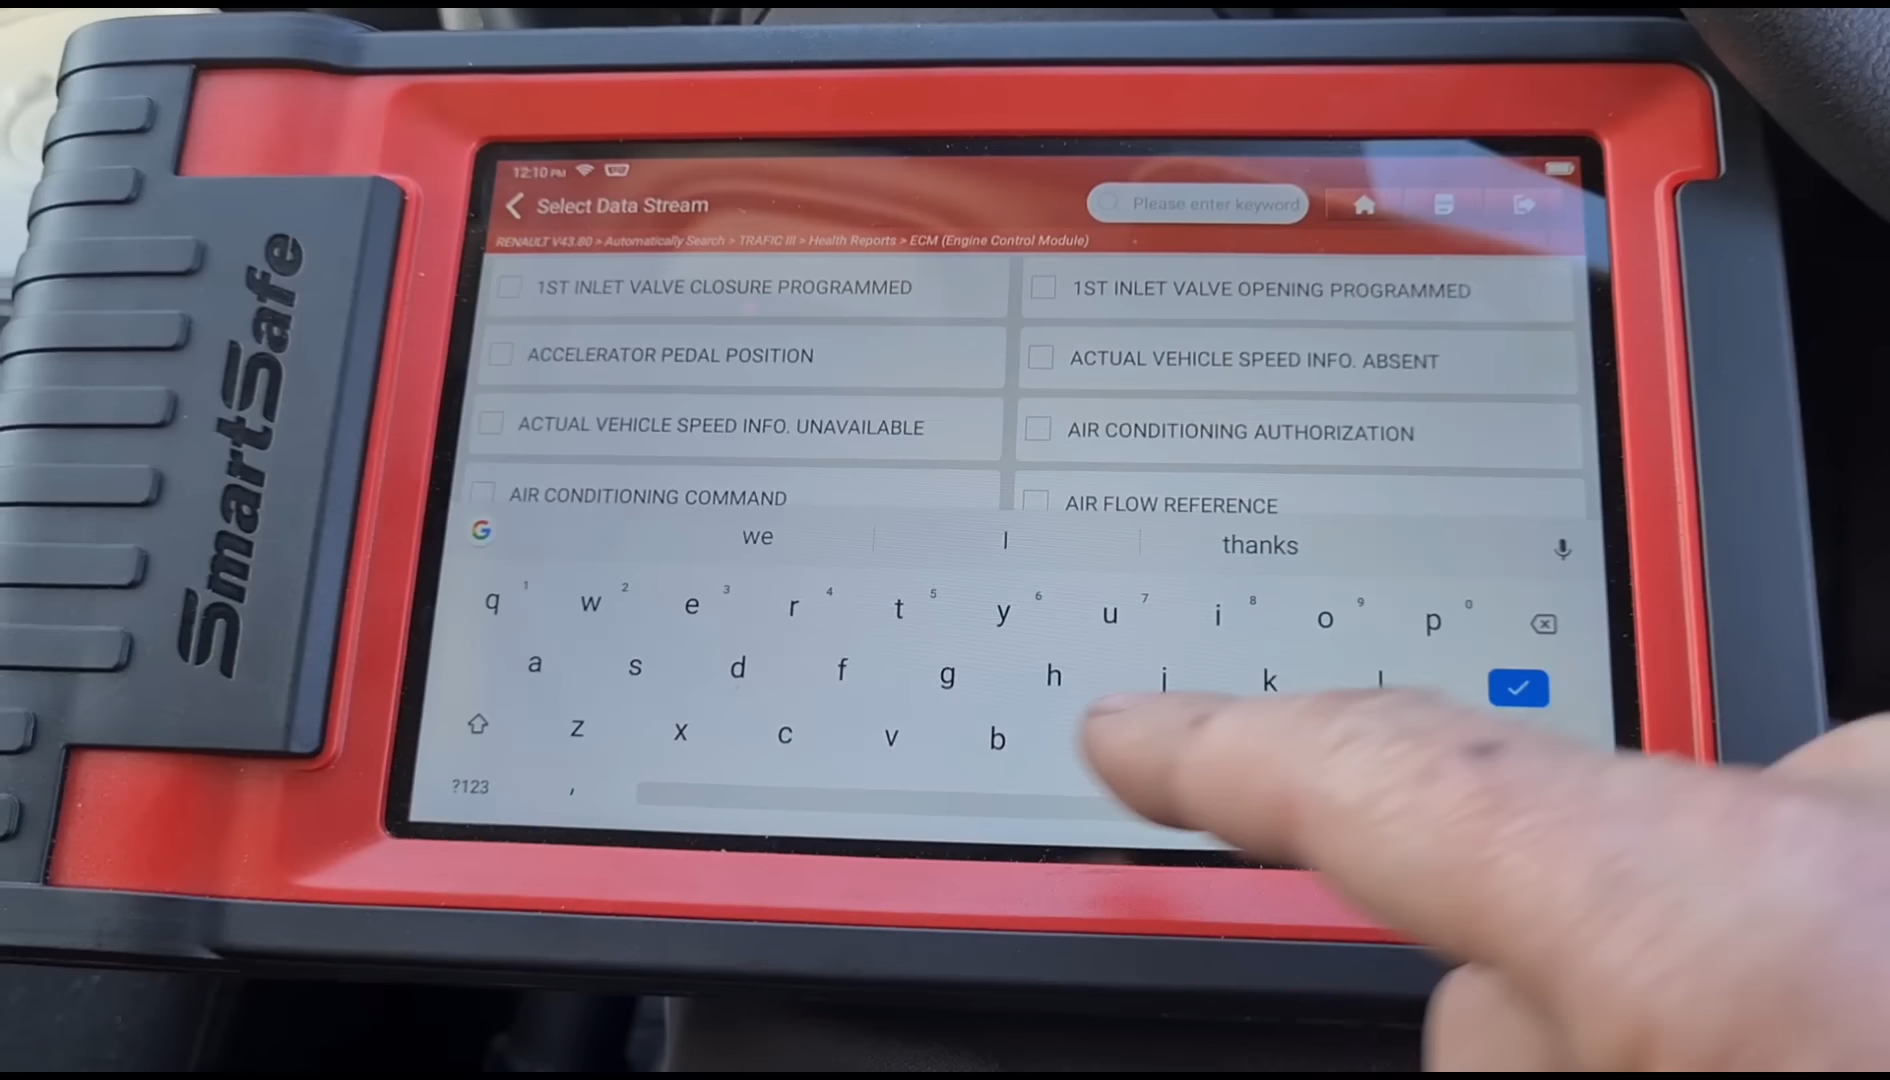 SmartSafe
12:10 PM
Select Data Stream
Please enter keyword
RENAULT V43.80 > Automatically Search > TRAFIC III > Health Reports > ECM (Engine Control Module)
1ST INLET VALVE CLOSURE PROGRAMMED
1ST INLET VALVE OPENING PROGRAMMED
ACCELERATOR PEDAL POSITION
ACTUAL VEHICLE SPEED INFO. ABSENT
ACTUAL VEHICLE SPEED INFO. UNAVAILABLE
AIR CONDITIONING AUTHORIZATION
AIR CONDITIONING COMMAND
AIR FLOW REFERENCE
G we I thanks
q 1 w 2 e 3 r 4 t 5 y 6 u 7 i 8 o 9 p 0
a s d f g h j k l
z x c v b
?123 ,